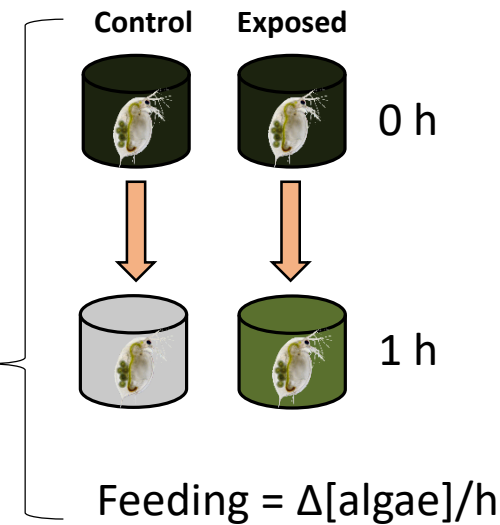 Control Exposed
0 h
1 h
Feeding = Δ[algae]/h